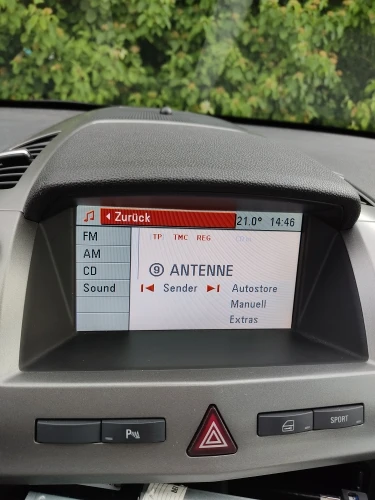 Zurück 21.0° 14:46
FM [TP] TMC REG
AM
CD 9 ANTENNE
Sound Sender Autostore
Manuell
Extras
P SPORT